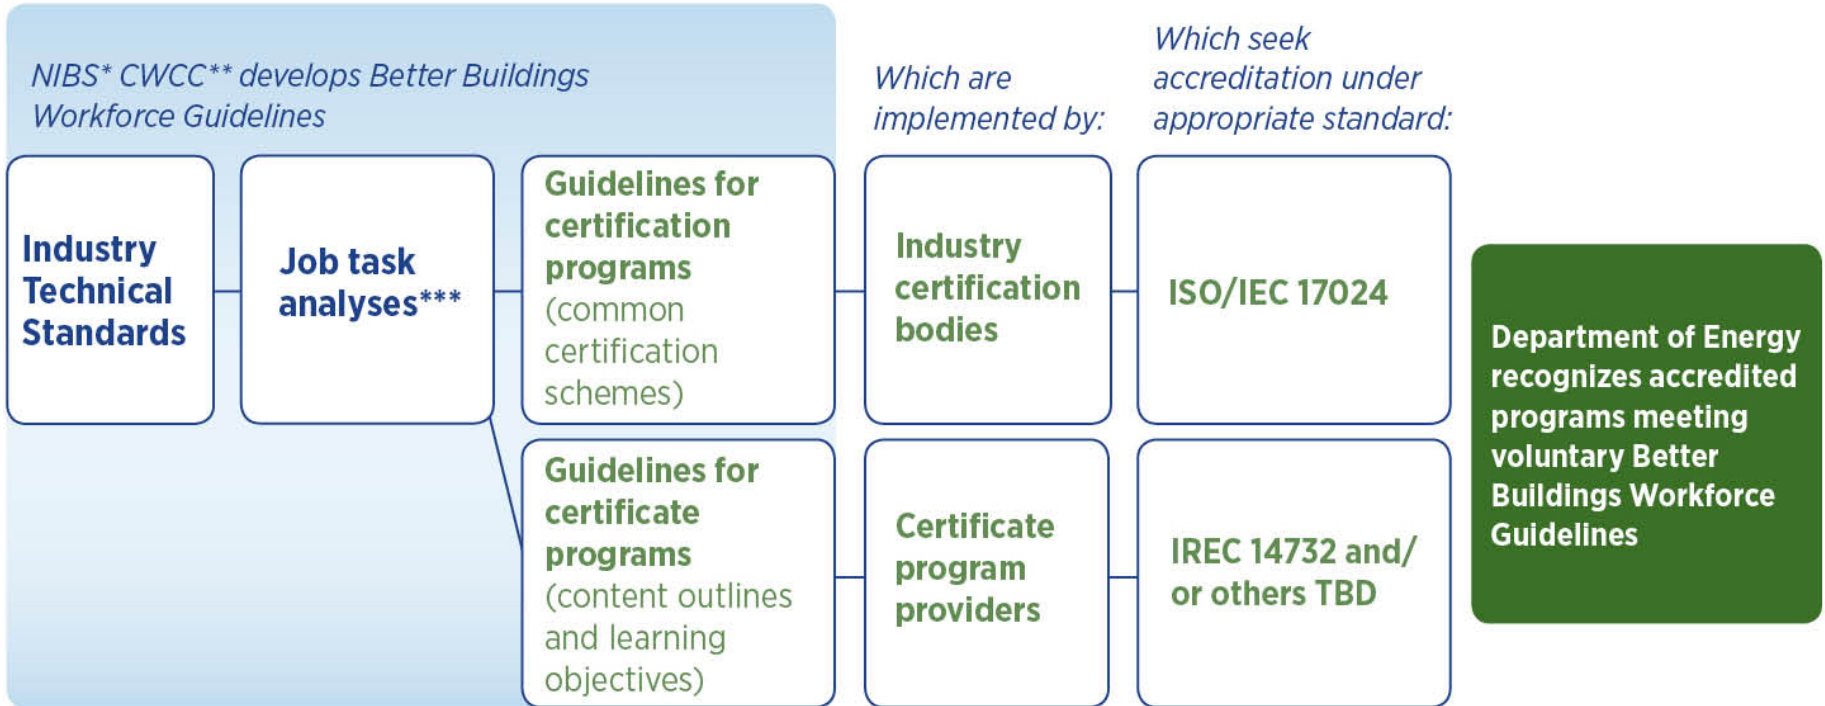 NIBS* CWCC** develops Better Buildings
Workforce Guidelines
Which are
implemented by:
Which seek
accreditation under
appropriate standard:
Industry
Technical
Standards
Job task
analyses***
Guidelines for
certification
programs
(common
certification
schemes)
Industry
certification
bodies
ISO/IEC 17024
Guidelines for
certificate
programs
(content outlines
and learning
objectives)
Certificate
program
providers
IREC 14732 and/
or others TBD
Department of Energy
recognizes accredited
programs meeting
voluntary Better
Buildings Workforce
Guidelines